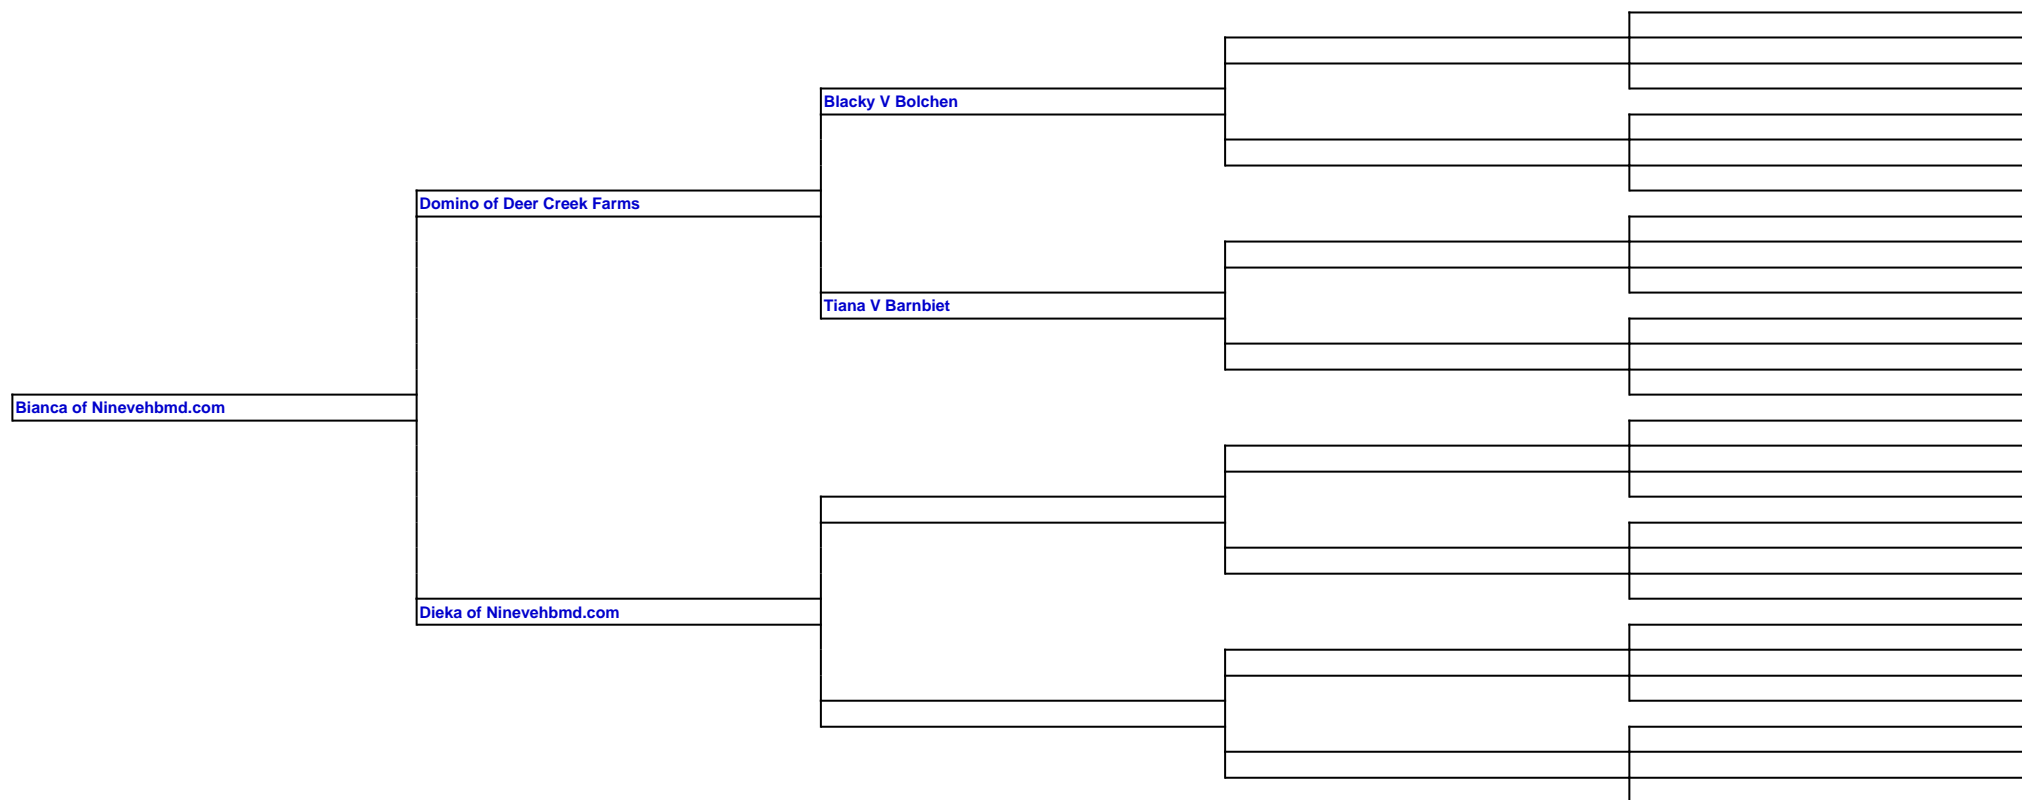 Blacky V Bolchen
Domino of Deer Creek Farms
Tiana V Barnbiet
Bianca of Ninevehbmd.com
Dieka of Ninevehbmd.com